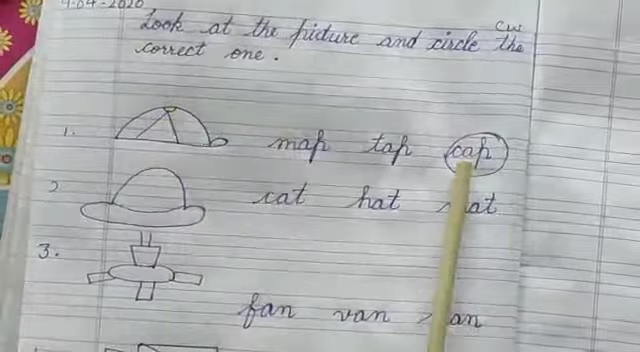 9-04-2020
CW
Look at the picture and circle the
correct one.
1. map tap cap
2 cat hat
3.
fan van